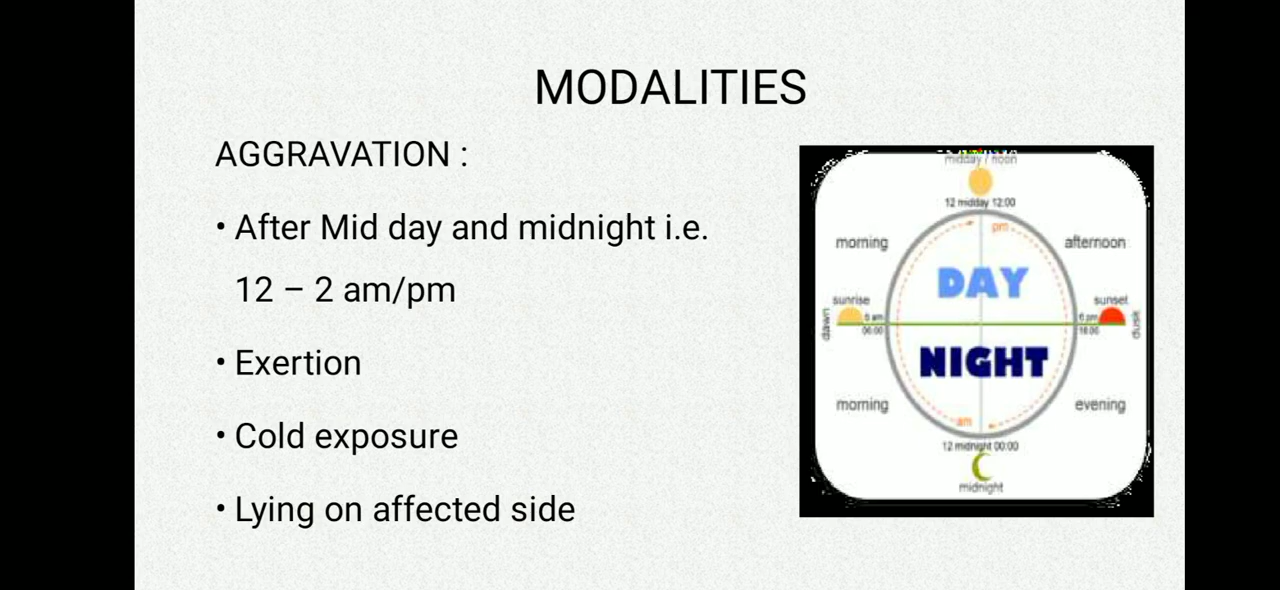 MODALITIES
AGGRAVATION :
• After Mid day and midnight i.e.
12 – 2 am/pm
• Exertion
• Cold exposure
• Lying on affected side
midday / noon
12 midday 12:00
pm
morning
afternoon
DAY
sunrise
sunset
dawn
6 am
6 pm
dusk
06:00
18:00
NIGHT
morning
evening
am
12 midnight 00:00
midnight